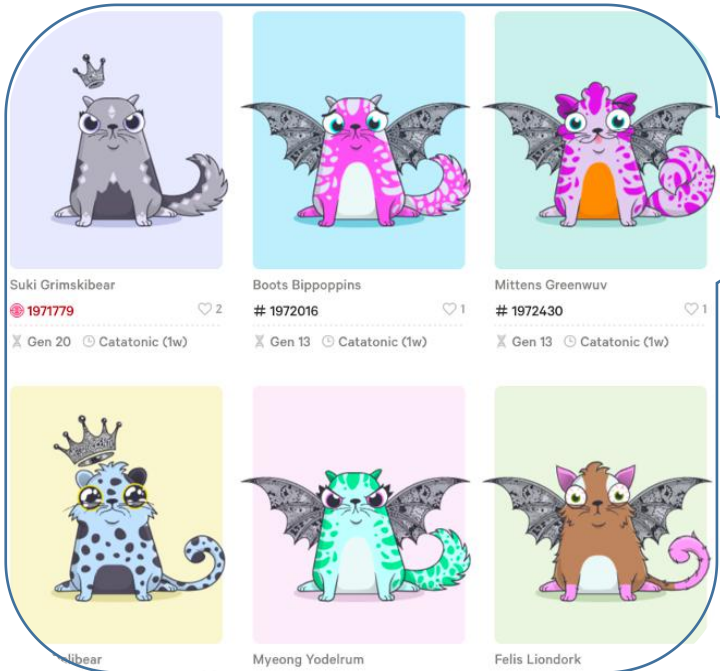 Suki Grimskibear
1971779
2
Gen 20
Catatonic (1w)
Boots Bippoppins
# 1972016
1
Gen 13
Catatonic (1w)
Mittens Greenwuv
# 1972430
1
Gen 13
Catatonic (1w)
Myeong Yodelrum
Felis Liondork